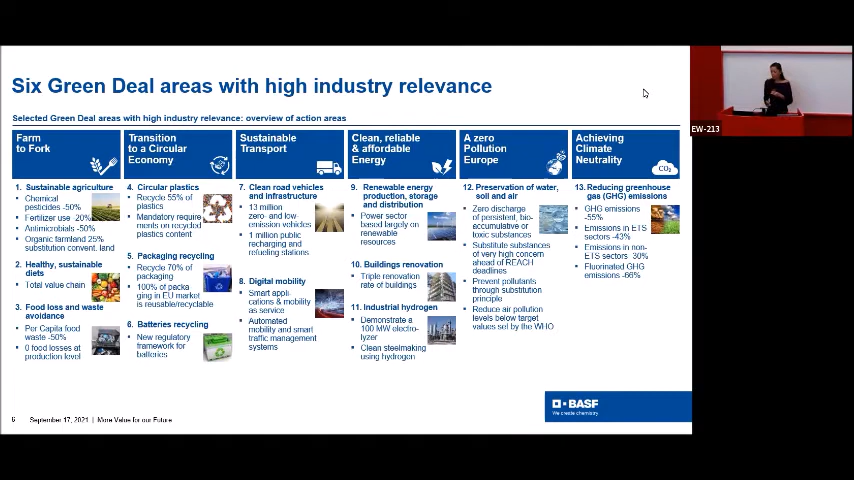 Six Green Deal areas with high industry relevance
Selected Green Deal areas with high industry relevance: overview of action areas
Farm
to Fork
1. Sustainable agriculture
Chemical
pesticides -50%
Fertilizer use -20%
Antimicrobials -50%
Organic farmland 25%
substitution convent. land
2. Healthy, sustainable
diets
Total value chain
3. Food loss and waste
avoidance
Per Capita food
waste -50%
0 food losses at
production level
Transition
to a Circular
Economy
4. Circular plastics
Recycle 55% of
plastics
Mandatory require
ments on recycled
plastics content
5. Packaging recycling
Recycle 70% of
packaging
100% of packa
ging in EU market
is reusable/recyclable
6. Batteries recycling
New regulatory
framework for
batteries
Sustainable
Transport
7. Clean road vehicles
and infrastructure
13 million
zero- and low-
emission vehicles
1 million public
recharging and
refueling stations
8. Digital mobility
Smart appli-
cations & mobility
as service
Automated
mobility and smart
traffic management
systems
Clean, reliable
& affordable
Energy
9. Renewable energy
production, storage
and distribution
Power sector
based largely on
renewable
resources
10. Buildings renovation
Triple renovation
rate of buildings
11. Industrial hydrogen
Demonstrate a
100 MW electro-
lyzer
Clean steelmaking
using hydrogen
A zero
Pollution
Europe
12. Preservation of water,
soil and air
Zero discharge
of persistent, bio-
accumulative or
toxic substances
Substitute substances
of very high concern
ahead of REACH
deadlines
Prevent pollutants
through substitution
principle
Reduce air pollution
levels below target
values set by the WHO
Achieving
Climate
Neutrality
CO₂
13. Reducing greenhouse
gas (GHG) emissions
GHG emissions
-55%
Emissions in ETS
sectors -43%
Emissions in non-
ETS sectors 30%
Fluorinated GHG
emissions -66%
BASF
We create chemistry
6 September 17, 2021 | More Value for our Future
EW-213